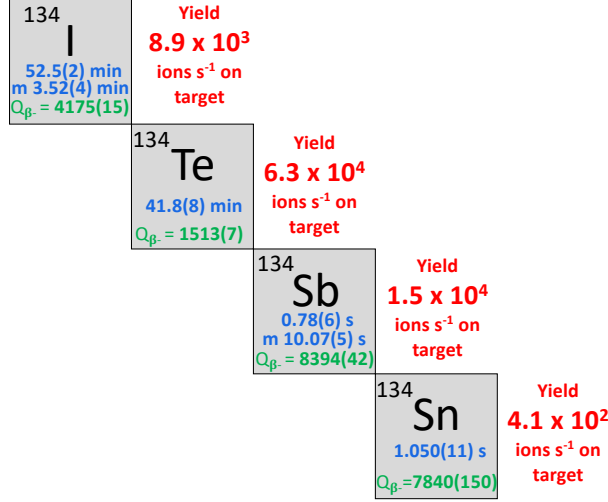 134
I
52.5(2) min
m 3.52(4) min
Qβ- = 4175(15)
Yield
8.9 x 10³
ions s⁻¹ on
target
134
Te
41.8(8) min
Qβ- = 1513(7)
Yield
6.3 x 10⁴
ions s⁻¹ on
target
134
Sb
0.78(6) s
m 10.07(5) s
Qβ- = 8394(42)
Yield
1.5 x 10⁴
ions s⁻¹ on
target
134
Sn
1.050(11) s
Qβ- =7840(150)
Yield
4.1 x 10²
ions s⁻¹ on
target